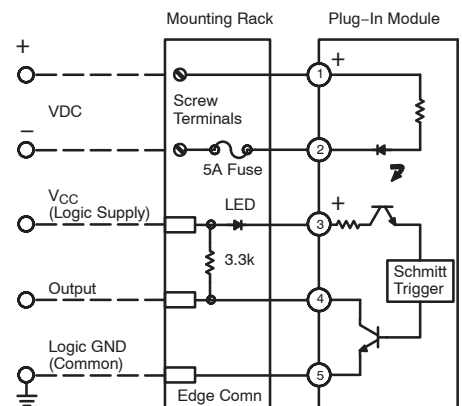 Mounting Rack
Plug−In Module
+
VDC
−
Screw
Terminals
5A Fuse
1
+
2
VCC
(Logic Supply)
LED
3
+
3.3k
Schmitt
Trigger
Output
4
Logic GND
(Common)
5
Edge Comn